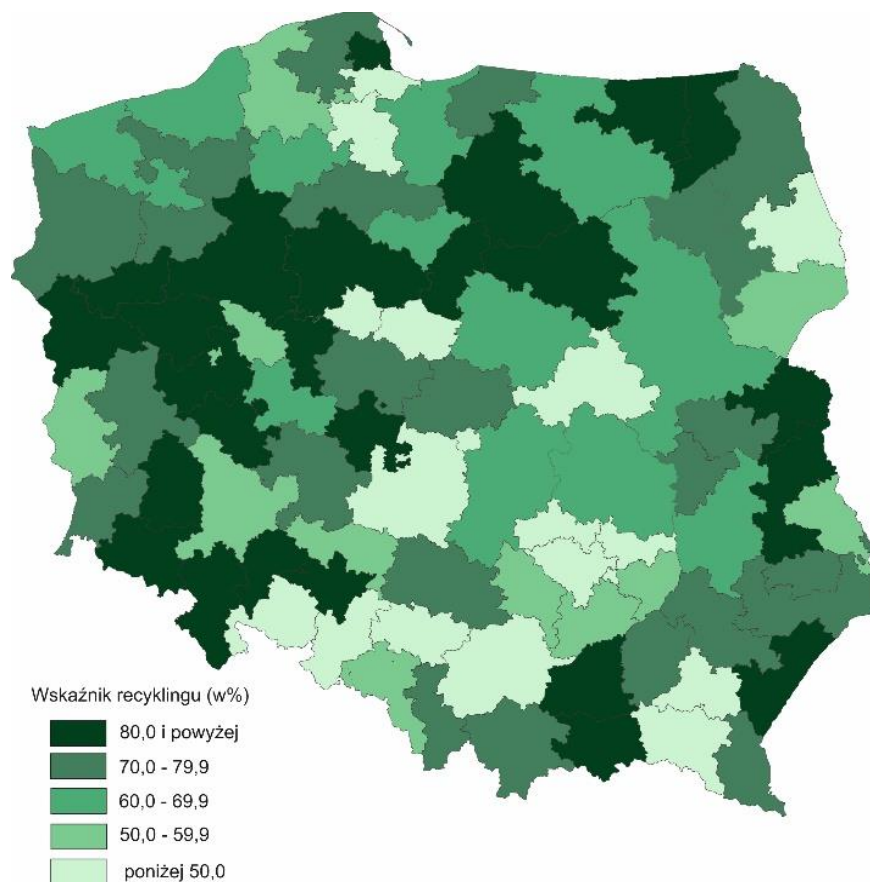 Wskaźnik recyklingu (w%)
80,0 i powyżej
70,0 - 79,9
60,0 - 69,9
50,0 - 59,9
poniżej 50,0